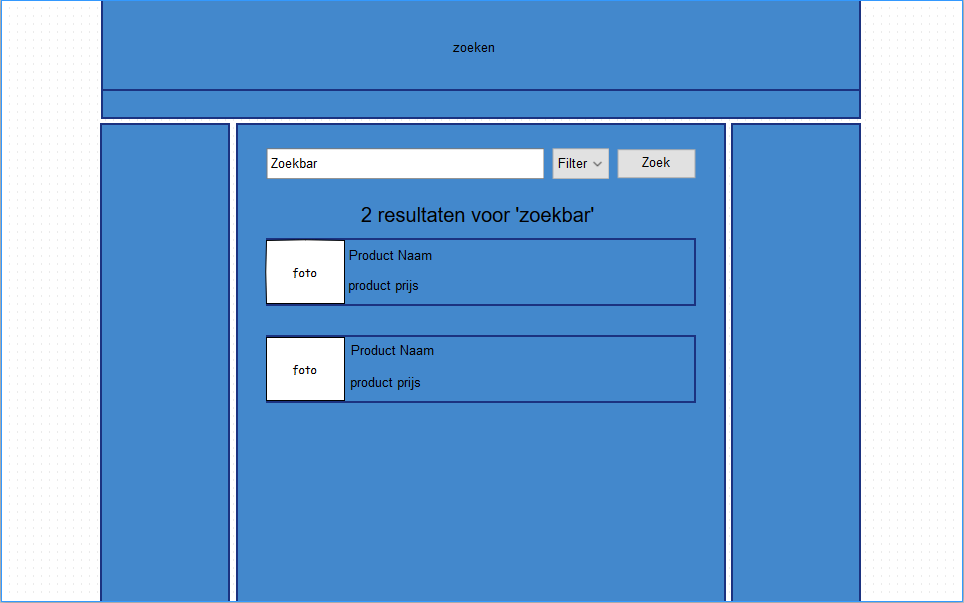 zoeken
Zoekbar Filter Zoek
2 resultaten voor 'zoekbar'
foto
Product Naam
product prijs
foto
Product Naam
product prijs